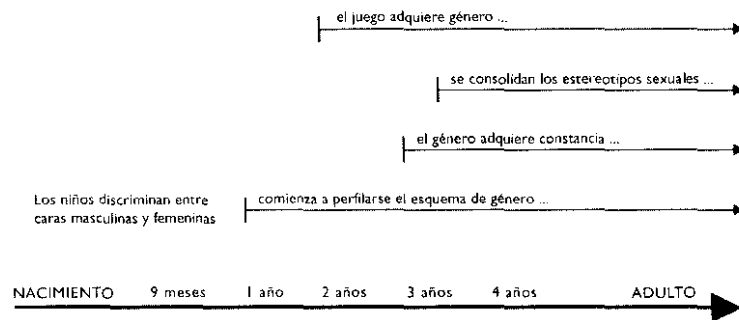 el juego adquiere género ...
se consolidan los estereotipos sexuales ...
el género adquiere constancia ...
Los niños discriminan entre
caras masculinas y femeninas
comienza a perfilarse el esquema de género ...
NACIMIENTO 9 meses 1 año 2 años 3 años 4 años ADULTO